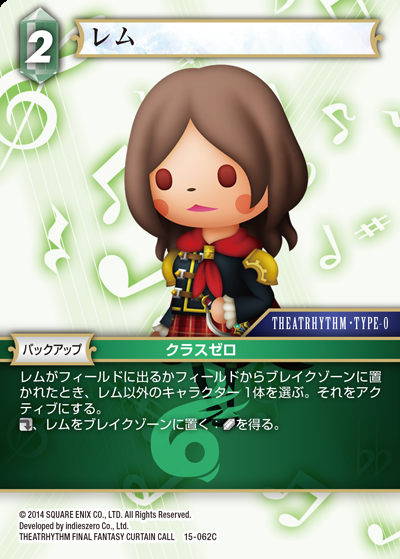 2
レム
THEATRHYTHM・TYPE-0
バックアップ
クラスゼロ
レムがフィールドに出るかフィールドからブレイクゾーンに置
かれたとき、レム以外のキャラクター1体を選ぶ。それをアク
ティブにする。
、レムをブレイクゾーンに置く：を得る。
© 2014 SQUARE ENIX CO., LTD. All Rights Reserved.
Developed by indieszero Co., Ltd.
THEATRHYTHM FINAL FANTASY CURTAIN CALL 15-062C